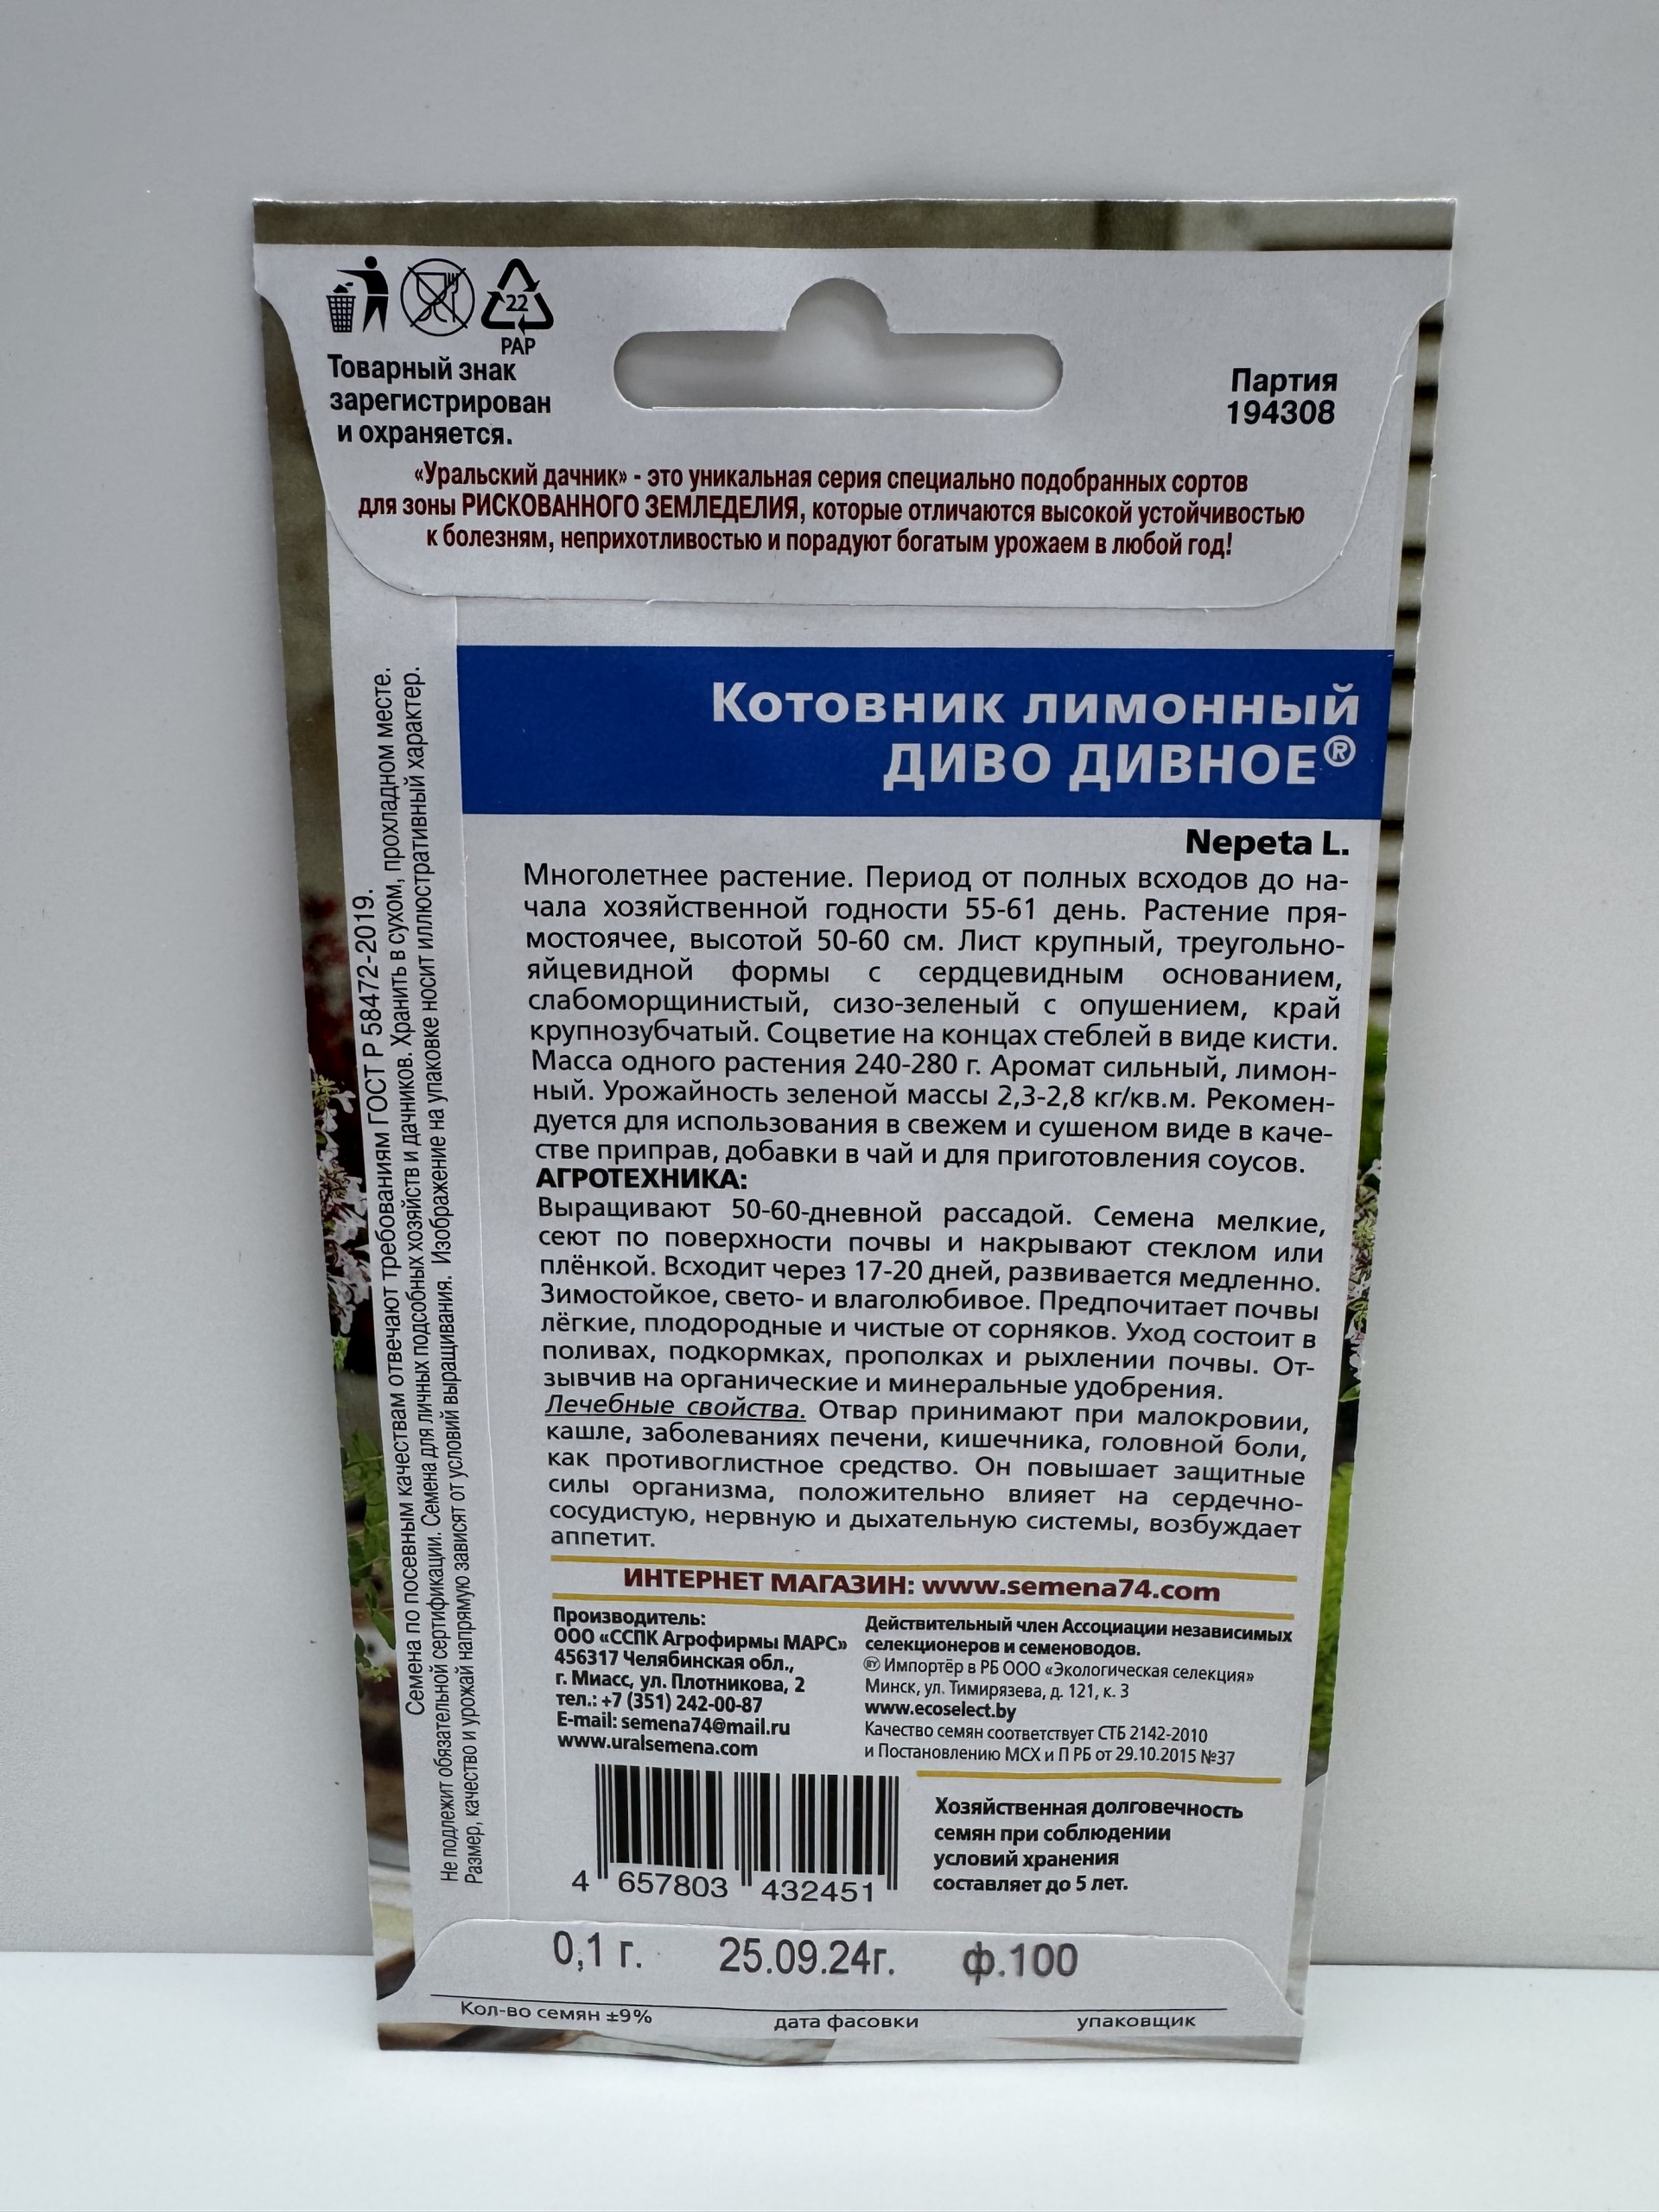 22
PAP
Товарный знак
зарегистрирован
и охраняется.
Партия
194308
«Уральский дачник» - это уникальная серия специально подобранных сортов
для зоны РИСКОВАННОГО ЗЕМЛЕДЕЛИЯ, которые отличаются высокой устойчивостью
к болезням, неприхотливостью и порадуют богатым урожаем в любой год!
Котовник лимонный
ДИВО ДИВНОЕ®
Nepeta L.
Многолетнее растение. Период от полных всходов до на-
чала хозяйственной годности 55-61 день. Растение пря-
мостоячее, высотой 50-60 см. Лист крупный, треугольно-
яйцевидной формы с сердцевидным основанием,
слабоморщинистый, сизо-зеленый с опушением, край
крупнозубчатый. Соцветие на концах стеблей в виде кисти.
Масса одного растения 240-280 г. Аромат сильный, лимон-
ный. Урожайность зеленой массы 2,3-2,8 кг/кв.м. Рекомен-
дуется для использования в свежем и сушеном виде в каче-
стве приправ, добавки в чай и для приготовления соусов.
АГРОТЕХНИКА:
Выращивают 50-60-дневной рассадой. Семена мелкие,
сеют по поверхности почвы и накрывают стеклом или
плёнкой. Всходит через 17-20 дней, развивается медленно.
Зимостойкое, свето- и влаголюбивое. Предпочитает почвы
лёгкие, плодородные и чистые от сорняков. Уход состоит в
поливах, подкормках, прополках и рыхлении почвы. От-
зывчив на органические и минеральные удобрения.
Лечебные свойства. Отвар принимают при малокровии,
кашле, заболеваниях печени, кишечника, головной боли,
как противоглистное средство. Он повышает защитные
силы организма, положительно влияет на сердечно-
сосудистую, нервную и дыхательную системы, возбуждает
аппетит.
ИНТЕРНЕТ МАГАЗИН: www.semena74.com
Производитель:
ООО «ССПК Агрофирмы МАРС»
456317 Челябинская обл.,
г. Миасс, ул. Плотникова, 2
тел.: +7 (351) 242-00-87
E-mail: semena74@mail.ru
www.uralsemena.com
Действительный член Ассоциации независимых
селекционеров и семеноводов.
BY Импортёр в РБ ООО «Экологическая селекция»
Минск, ул. Тимирязева, д. 121, к. 3
www.ecoselect.by
Качество семян соответствует СТБ 2142-2010
и Постановлению МСХ и П РБ от 29.10.2015 №37
Хозяйственная долговечность
семян при соблюдении
условий хранения
составляет до 5 лет.
4 657803 432451
0,1 г. 25.09.24г. ф.100
Кол-во семян ±9% дата фасовки упаковщик
Семена по посевным качествам отвечают требованиям ГОСТ Р 58472-2019.
Не подлежит обязательной сертификации. Семена для личных подсобных хозяйств и дачников. Хранить в сухом, прохладном месте.
Размер, качество и урожай напрямую зависят от условий выращивания. Изображение на упаковке носит иллюстративный характер.